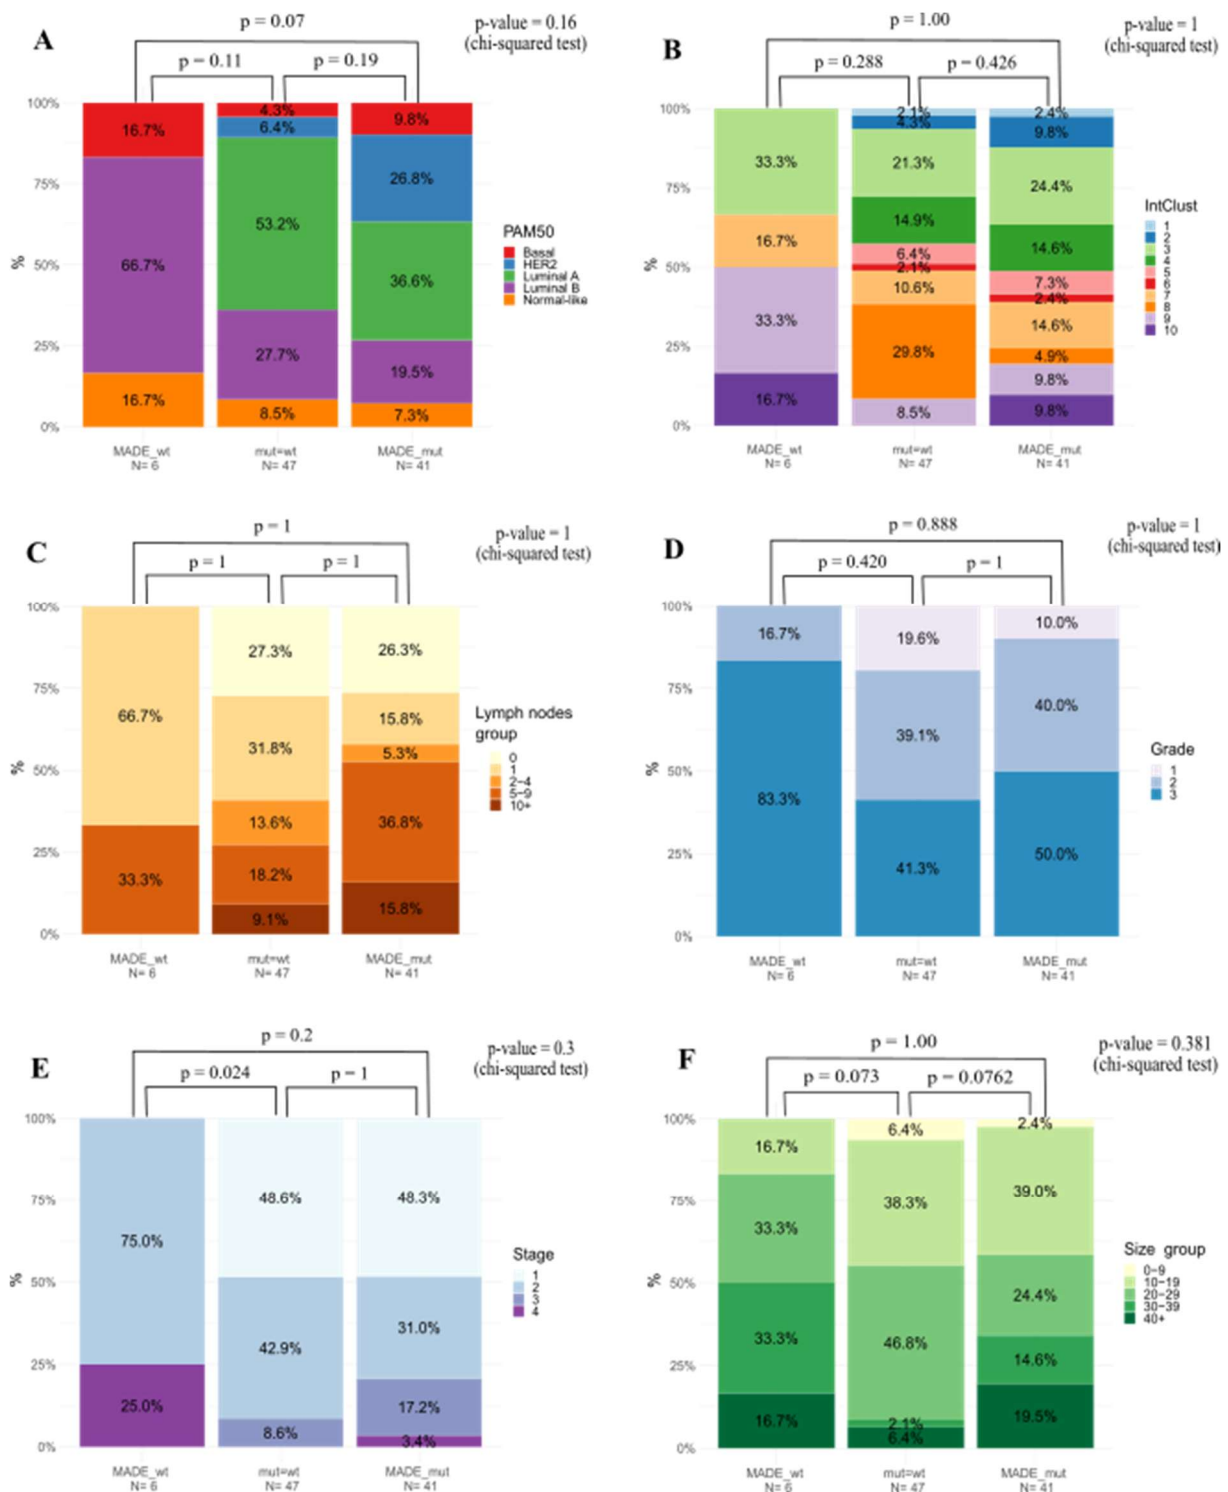 A
p = 0.07
p-value = 0.16
(chi-squared test)
p = 0.11
p = 0.19
100%
75%
50%
25%
0%
%
16.7%
66.7%
16.7%
4.3%
6.4%
53.2%
27.7%
8.5%
9.8%
26.8%
36.6%
19.5%
7.3%
PAM50
Basal
HER2
Luminal A
Luminal B
Normal-like
MADE_wt
N= 6
mut=wt
N= 47
MADE_mut
N= 41
B
p = 1.00
p-value = 1
(chi-squared test)
p = 0.288
p = 0.426
100%
75%
50%
25%
0%
%
33.3%
16.7%
33.3%
16.7%
2.1%
4.3%
21.3%
14.9%
6.4%
2.1%
10.6%
29.8%
8.5%
2.4%
9.8%
24.4%
14.6%
7.3%
2.4%
14.6%
4.9%
9.8%
9.8%
IntClust
1
2
3
4
5
6
7
8
9
10
MADE_wt
N= 6
mut=wt
N= 47
MADE_mut
N= 41
C
p = 1
p-value = 1
(chi-squared test)
p = 1
p = 1
100%
75%
50%
25%
0%
%
66.7%
33.3%
27.3%
31.8%
13.6%
18.2%
9.1%
26.3%
15.8%
5.3%
36.8%
15.8%
Lymph nodes
group
0
1
2-4
5-9
10+
MADE_wt
N= 6
mut=wt
N= 47
MADE_mut
N= 41
D
p = 0.888
p-value = 1
(chi-squared test)
p = 0.420
p = 1
100%
75%
50%
25%
0%
%
16.7%
83.3%
19.6%
39.1%
41.3%
10.0%
40.0%
50.0%
Grade
1
2
3
MADE_wt
N= 6
mut=wt
N= 47
MADE_mut
N= 41
E
p = 0.2
p-value = 0.3
(chi-squared test)
p = 0.024
p = 1
100%
75%
50%
25%
0%
%
75.0%
25.0%
48.6%
42.9%
8.6%
48.3%
31.0%
17.2%
3.4%
Stage
1
2
3
4
MADE_wt
N= 6
mut=wt
N= 47
MADE_mut
N= 41
F
p = 1.00
p-value = 0.381
(chi-squared test)
p = 0.073
p = 0.0762
100%
75%
50%
25%
0%
%
16.7%
33.3%
33.3%
16.7%
6.4%
38.3%
46.8%
2.1%
6.4%
2.4%
39.0%
24.4%
14.6%
19.5%
Size group
0-9
10-19
20-29
30-39
40+
MADE_wt
N= 6
mut=wt
N= 47
MADE_mut
N= 41